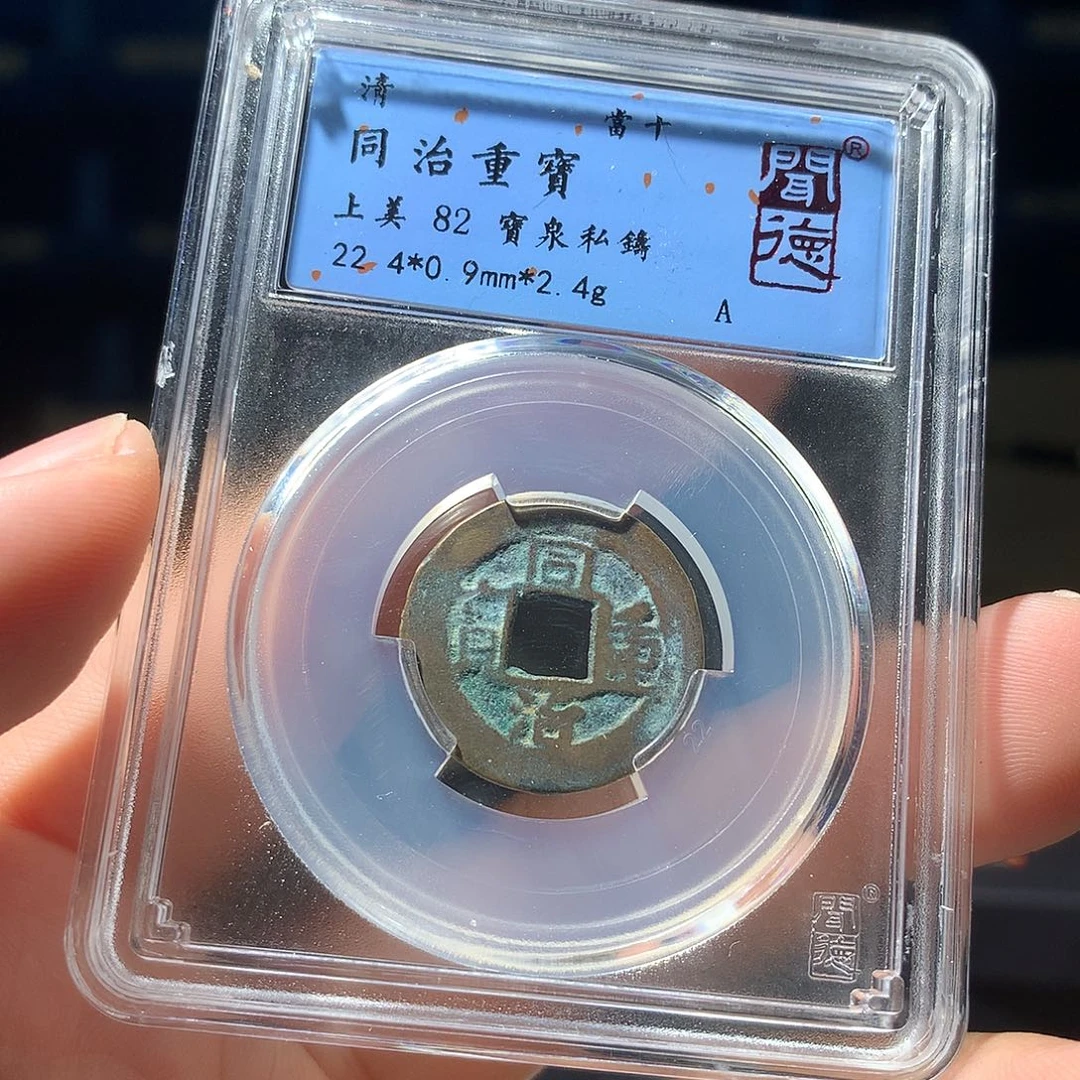 清
當十
同治重寶
上美 82 寶泉私鑄
22.4*0.9mm*2.4g
A
聞德
®
同重治寶
聞德
®